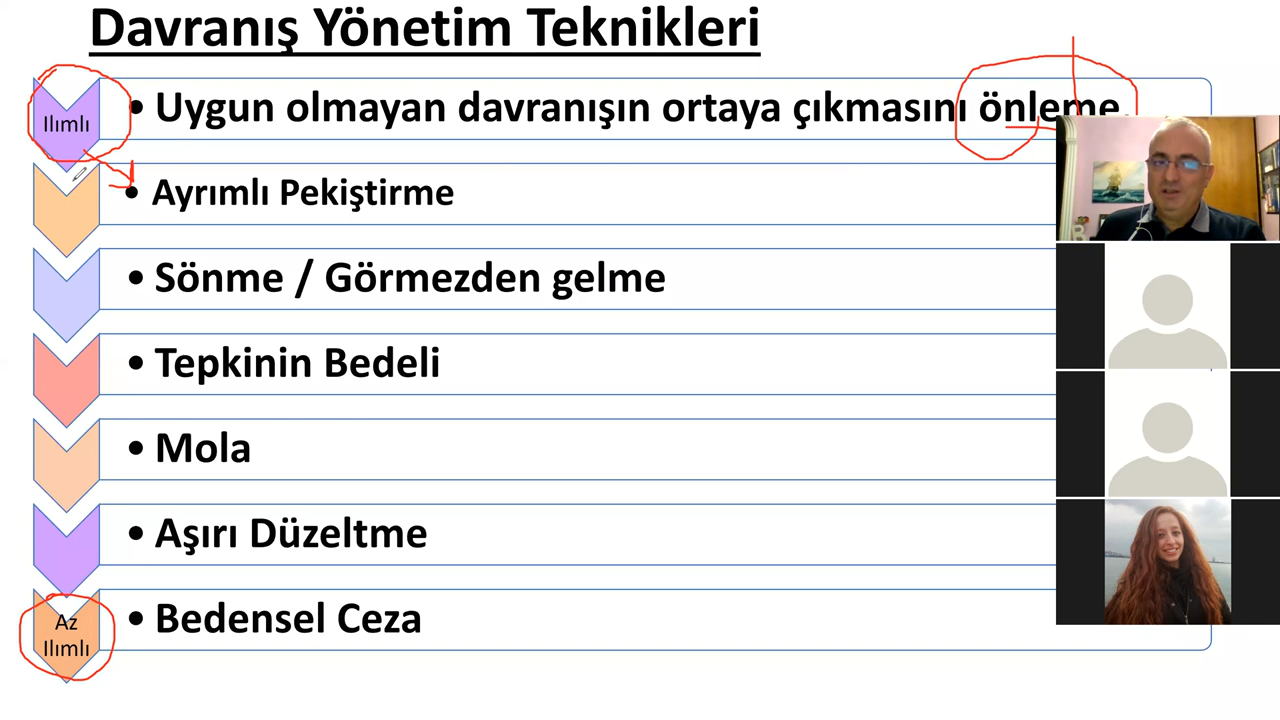 Davranış Yönetim Teknikleri
Ilımlı
• Uygun olmayan davranışın ortaya çıkmasını önleme.
• Ayrımlı Pekiştirme
• Sönme / Görmezden gelme
• Tepkinin Bedeli
• Mola
• Aşırı Düzeltme
Az
Ilımlı
• Bedensel Ceza